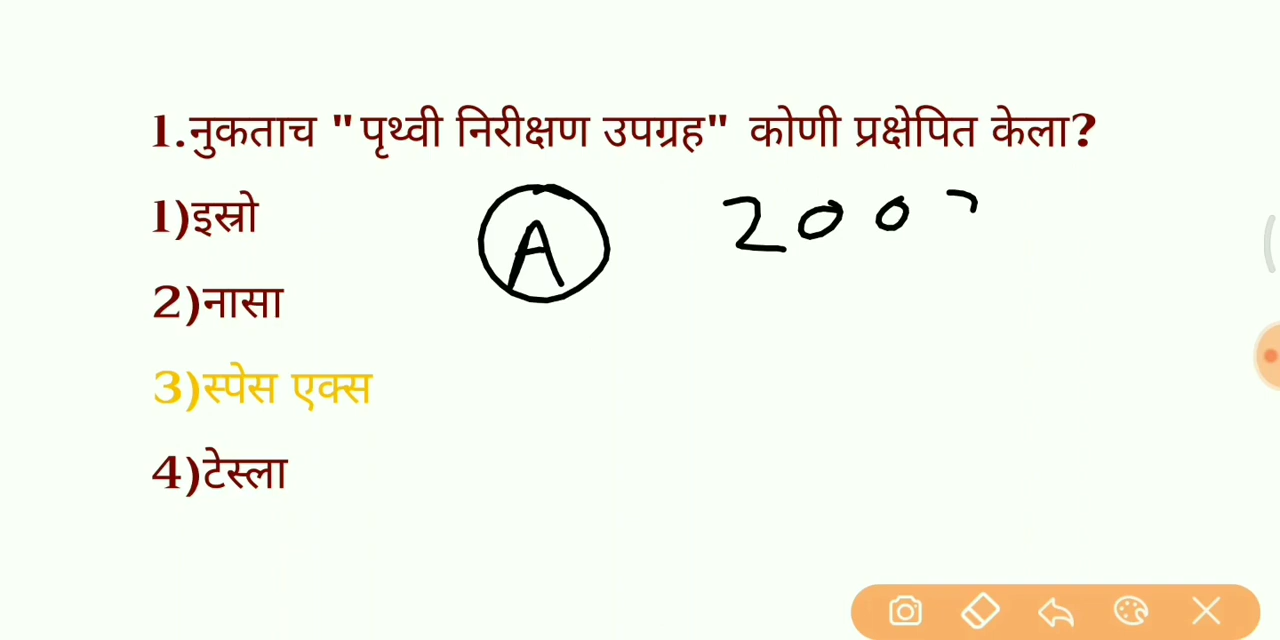 1.नुकताच "पृथ्वी निरीक्षण उपग्रह" कोणी प्रक्षेपित केला?
1)इस्रो
A 200
2)नासा
3)स्पेस एक्स
4)टेस्ला